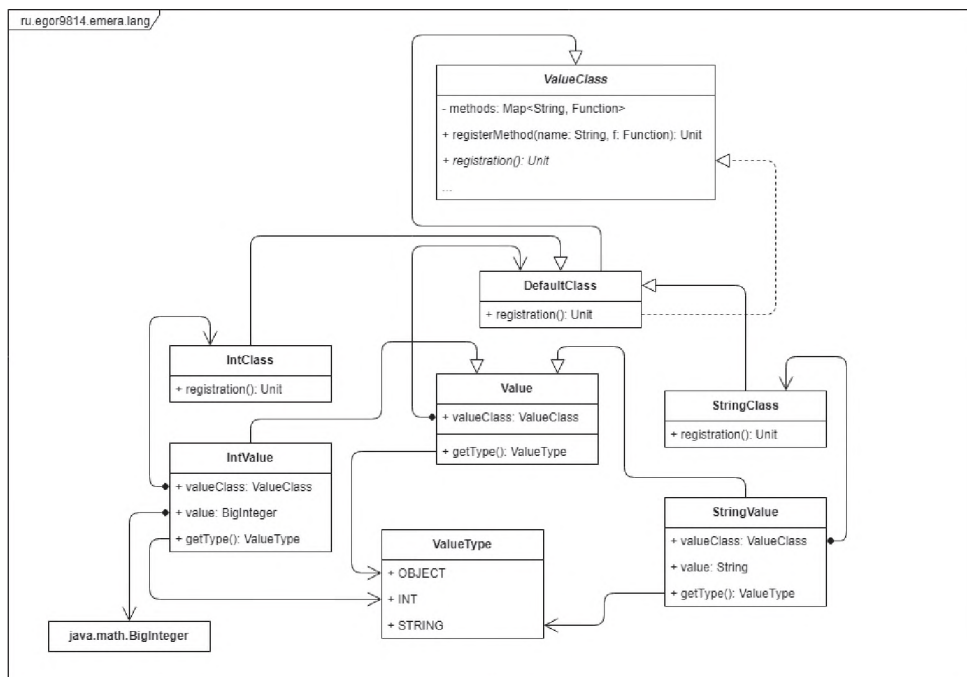 ru.egor9814.emera.lang
ValueClass
- methods: Map<String, Function>
+ registerMethod(name: String, f: Function): Unit
+ registration(): Unit
...
DefaultClass
+ registration(): Unit
IntClass
+ registration(): Unit
Value
+ valueClass: ValueClass
+ getType(): ValueType
StringClass
+ registration(): Unit
IntValue
+ valueClass: ValueClass
+ value: BigInteger
+ getType(): ValueType
StringValue
+ valueClass: ValueClass
+ value: String
+ getType(): ValueType
ValueType
+ OBJECT
+ INT
+ STRING
java.math.BigInteger